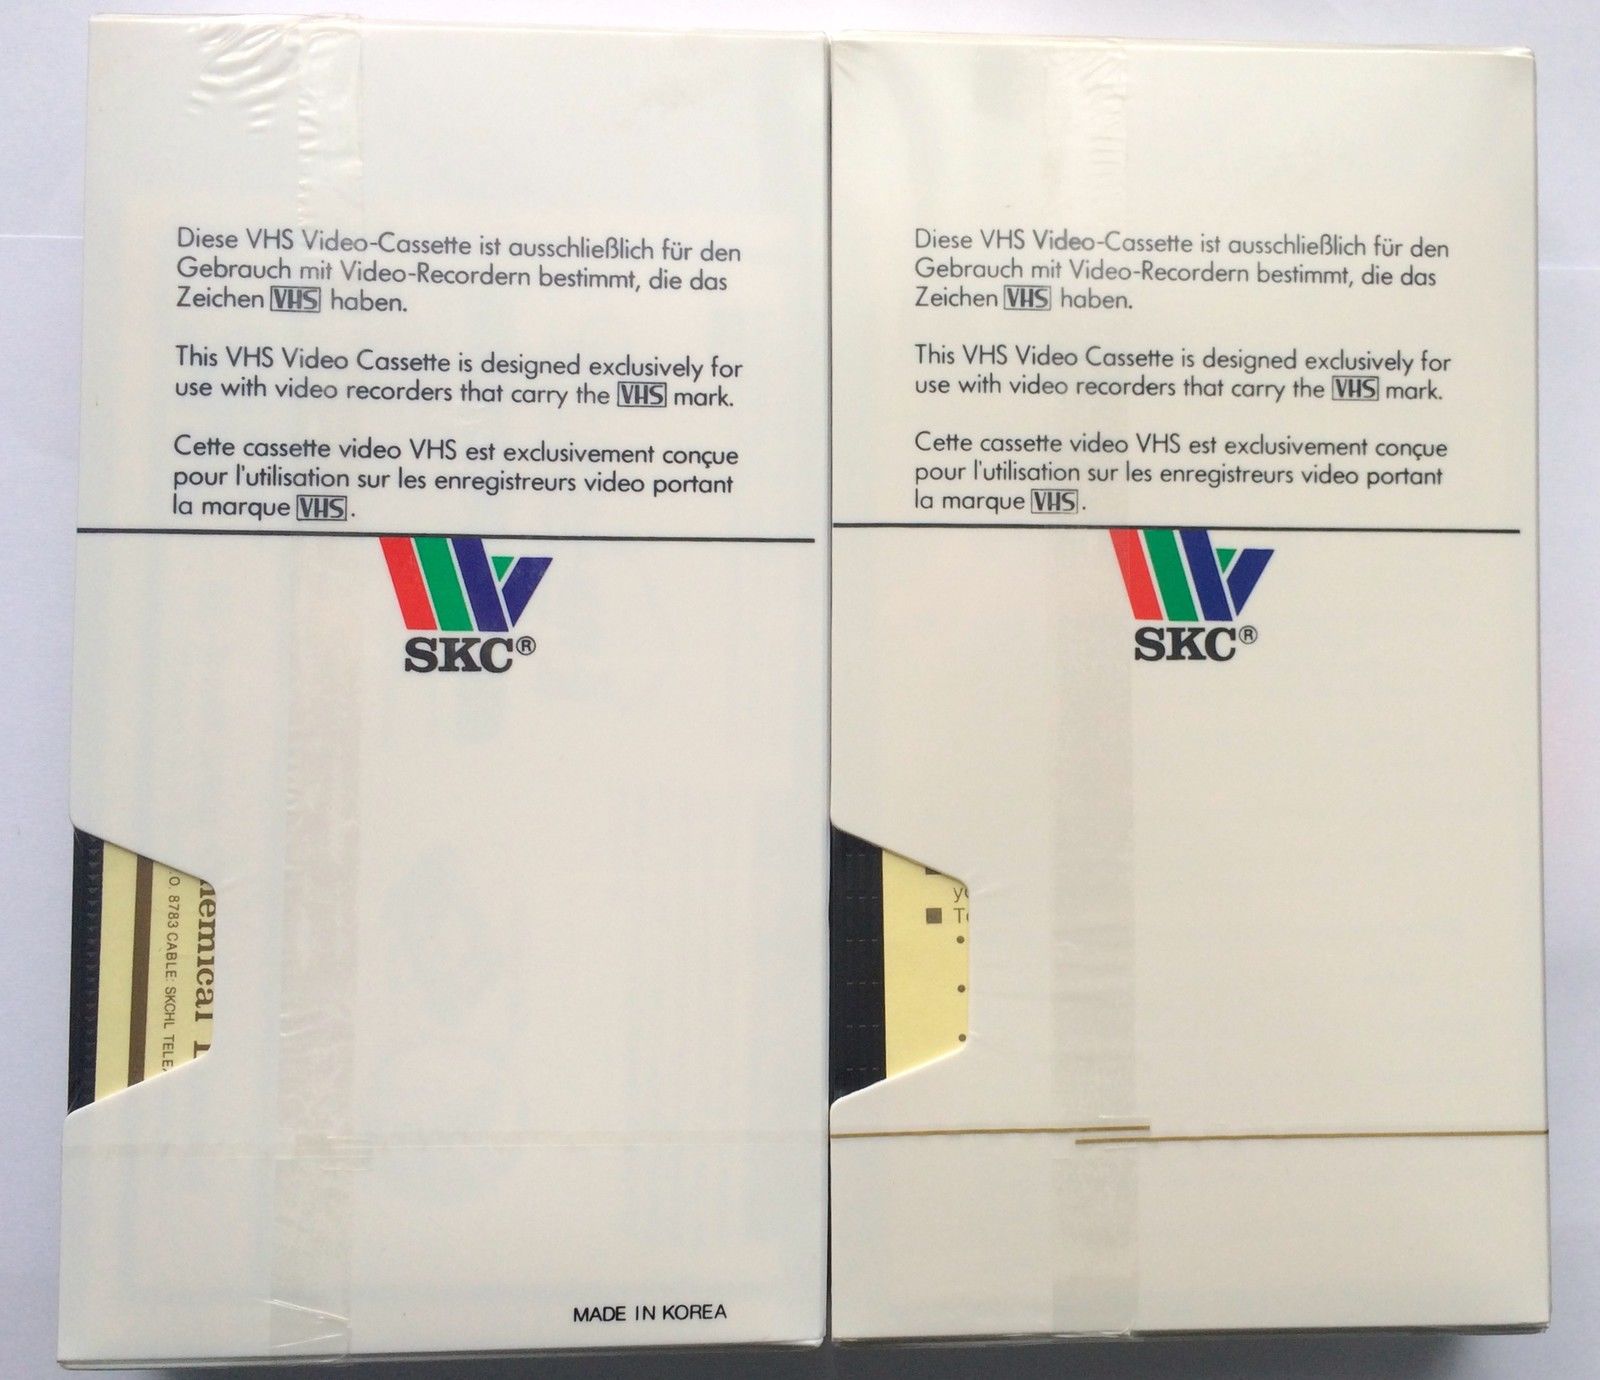 Diese VHS Video-Cassette ist ausschließlich für den
Gebrauch mit Video-Recordern bestimmt, die das
Zeichen VHS haben.
This VHS Video Cassette is designed exclusively for
use with video recorders that carry the VHS mark.
Cette cassette video VHS est exclusivement conçue
pour l'utilisation sur les enregistreurs video portant
la marque VHS.
SKC®
hemical
O. 8783 CABLE: SKCHL TELEX
MADE IN KOREA
Diese VHS Video-Cassette ist ausschließlich für den
Gebrauch mit Video-Recordern bestimmt, die das
Zeichen VHS haben.
This VHS Video Cassette is designed exclusively for
use with video recorders that carry the VHS mark.
Cette cassette video VHS est exclusivement conçue
pour l'utilisation sur les enregistreurs video portant
la marque VHS.
SKC®